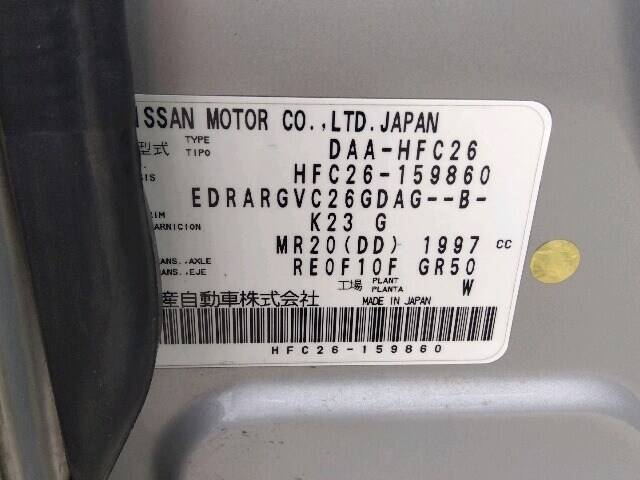 NISSAN MOTOR CO.,LTD.JAPAN
型式 TYPE TIPO DAA-HFC26
HFC26-159860
EDRARGVC26GDAG--B-
K23 G
MR20(DD) 1997 CC
RE0F10F GR50
工場 PLANT PLANTA W
産自動車株式会社 MADE IN JAPAN
HFC26-159860